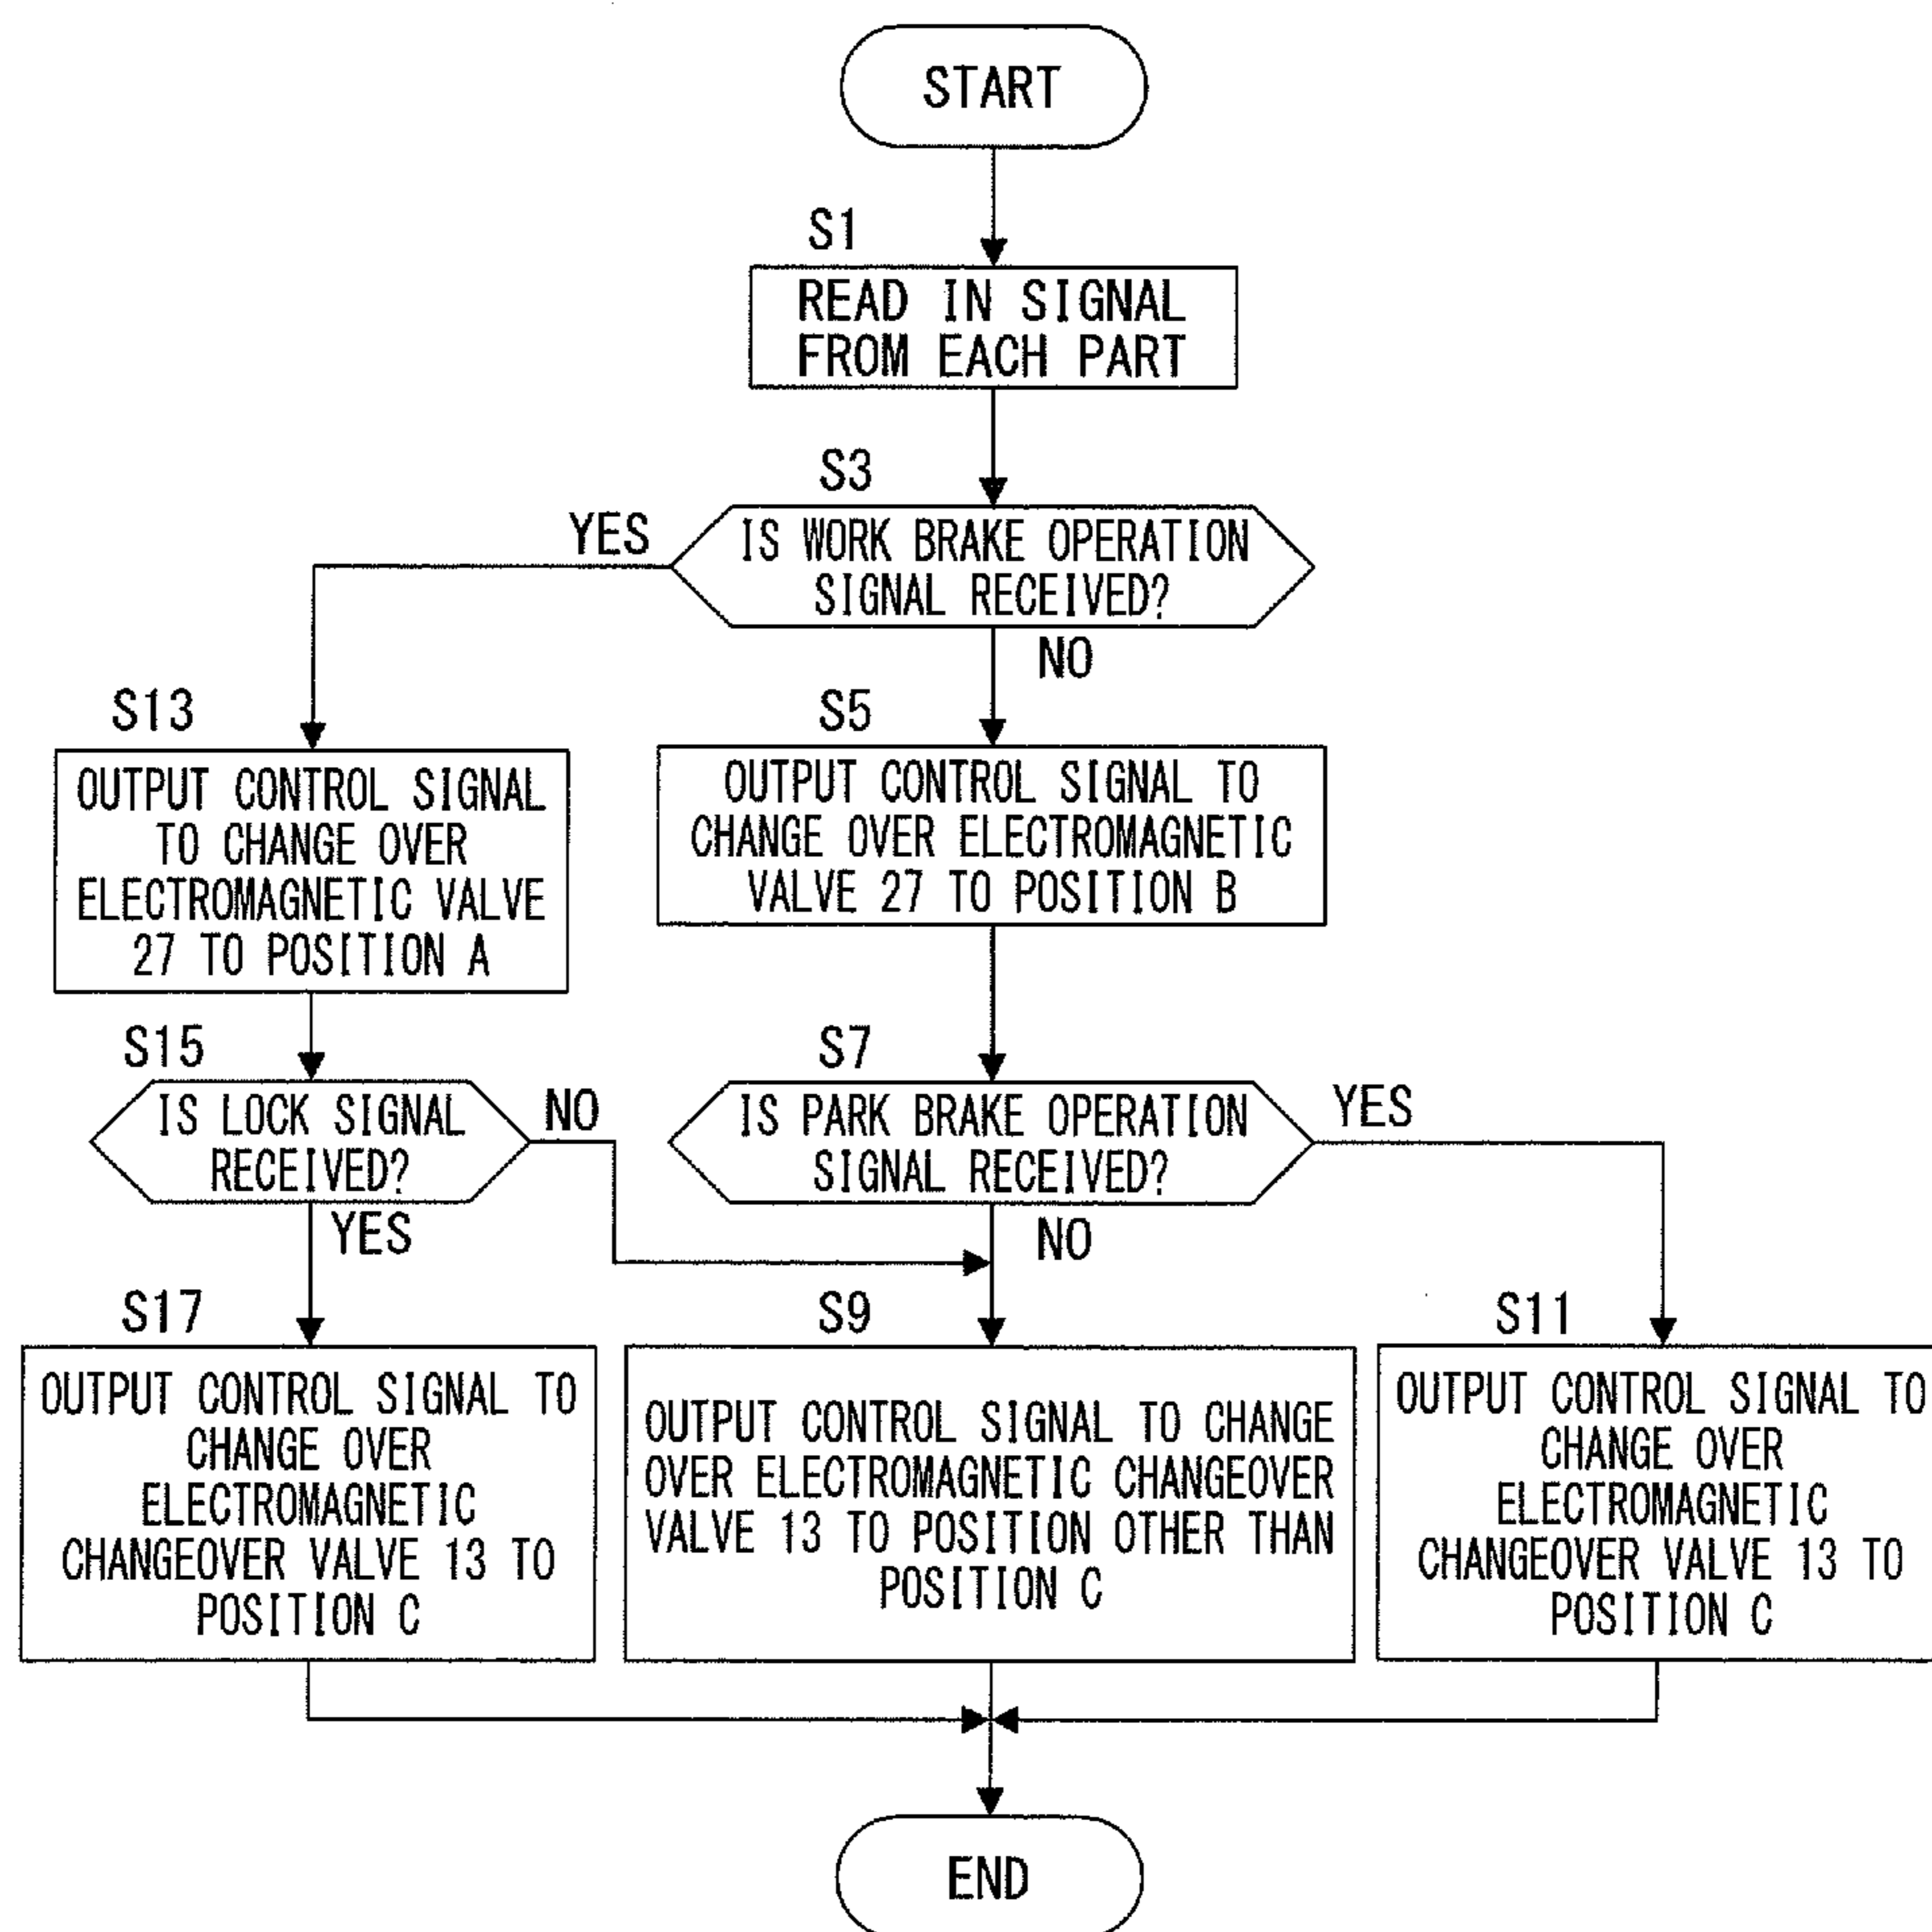 START
S1
READ IN SIGNAL
FROM EACH PART
S3
YES
IS WORK BRAKE OPERATION
SIGNAL RECEIVED?
NO
S13
OUTPUT CONTROL SIGNAL
TO CHANGE OVER
ELECTROMAGNETIC VALVE
27 TO POSITION A
S5
OUTPUT CONTROL SIGNAL TO
CHANGE OVER ELECTROMAGNETIC
VALVE 27 TO POSITION B
S15
IS LOCK SIGNAL
RECEIVED?
NO
YES
S7
IS PARK BRAKE OPERATION
SIGNAL RECEIVED?
YES
NO
S17
OUTPUT CONTROL SIGNAL TO
CHANGE OVER
ELECTROMAGNETIC
CHANGEOVER VALVE 13 TO
POSITION C
S9
OUTPUT CONTROL SIGNAL TO CHANGE
OVER ELECTROMAGNETIC CHANGEOVER
VALVE 13 TO POSITION OTHER THAN
POSITION C
S11
OUTPUT CONTROL SIGNAL TO
CHANGE OVER
ELECTROMAGNETIC
CHANGEOVER VALVE 13 TO
POSITION C
END